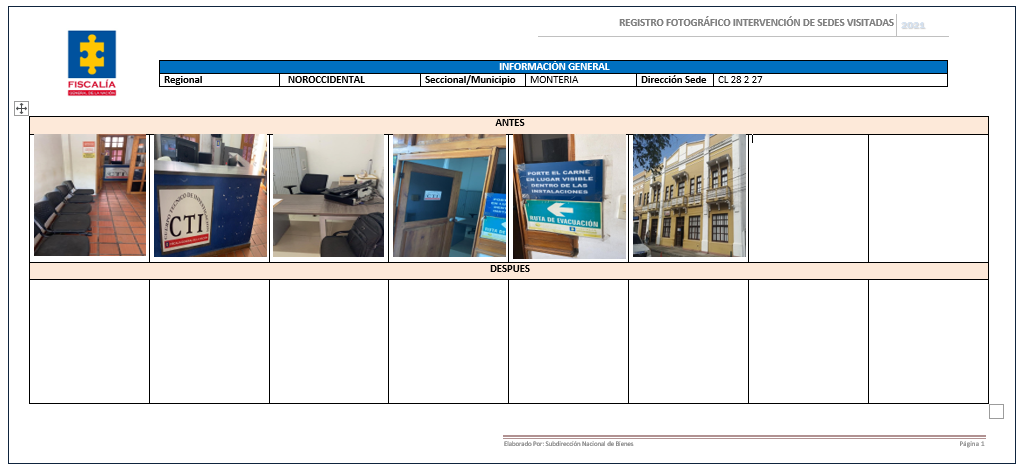 REGISTRO FOTOGRÁFICO INTERVENCIÓN DE SEDES VISITADAS 2021
FISCALÍA
GENERAL DE LA NACIÓN
INFORMACIÓN GENERAL
Regional NOROCCIDENTAL Seccional/Municipio MONTERIA Dirección Sede CL 28 2 27
ANTES
CTI
CTI
PORTE EL CARNÉ
EN LUGAR VISIBLE
DENTRO DE LAS
INSTALACIONES
RUTA DE EVACUACIÓN
DESPUES
Elaborado Por: Subdirección Nacional de Bienes Página 1